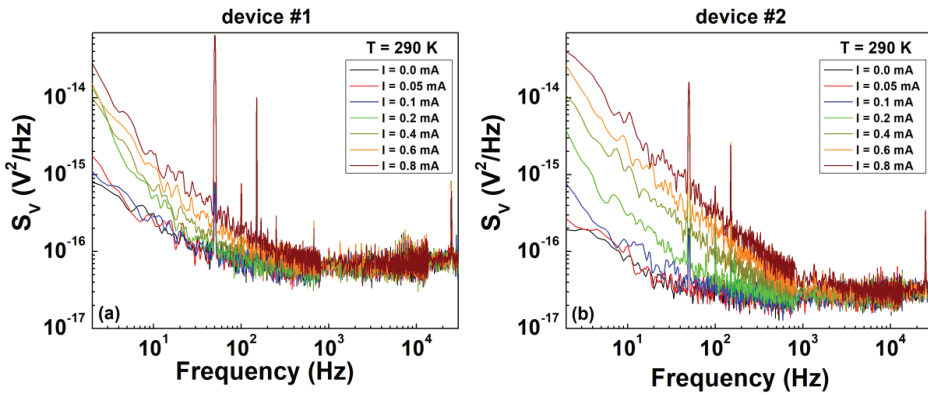 device #1
T = 290 K
I = 0.0 mA
I = 0.05 mA
I = 0.1 mA
I = 0.2 mA
I = 0.4 mA
I = 0.6 mA
I = 0.8 mA
S_V (V^2/Hz)
10^-14
10^-15
10^-16
10^-17
(a)
10^1 10^2 10^3 10^4
Frequency (Hz)
device #2
T = 290 K
I = 0.0 mA
I = 0.05 mA
I = 0.1 mA
I = 0.2 mA
I = 0.4 mA
I = 0.6 mA
I = 0.8 mA
S_V (V^2/Hz)
10^-14
10^-15
10^-16
10^-17
(b)
10^1 10^2 10^3 10^4
Frequency (Hz)